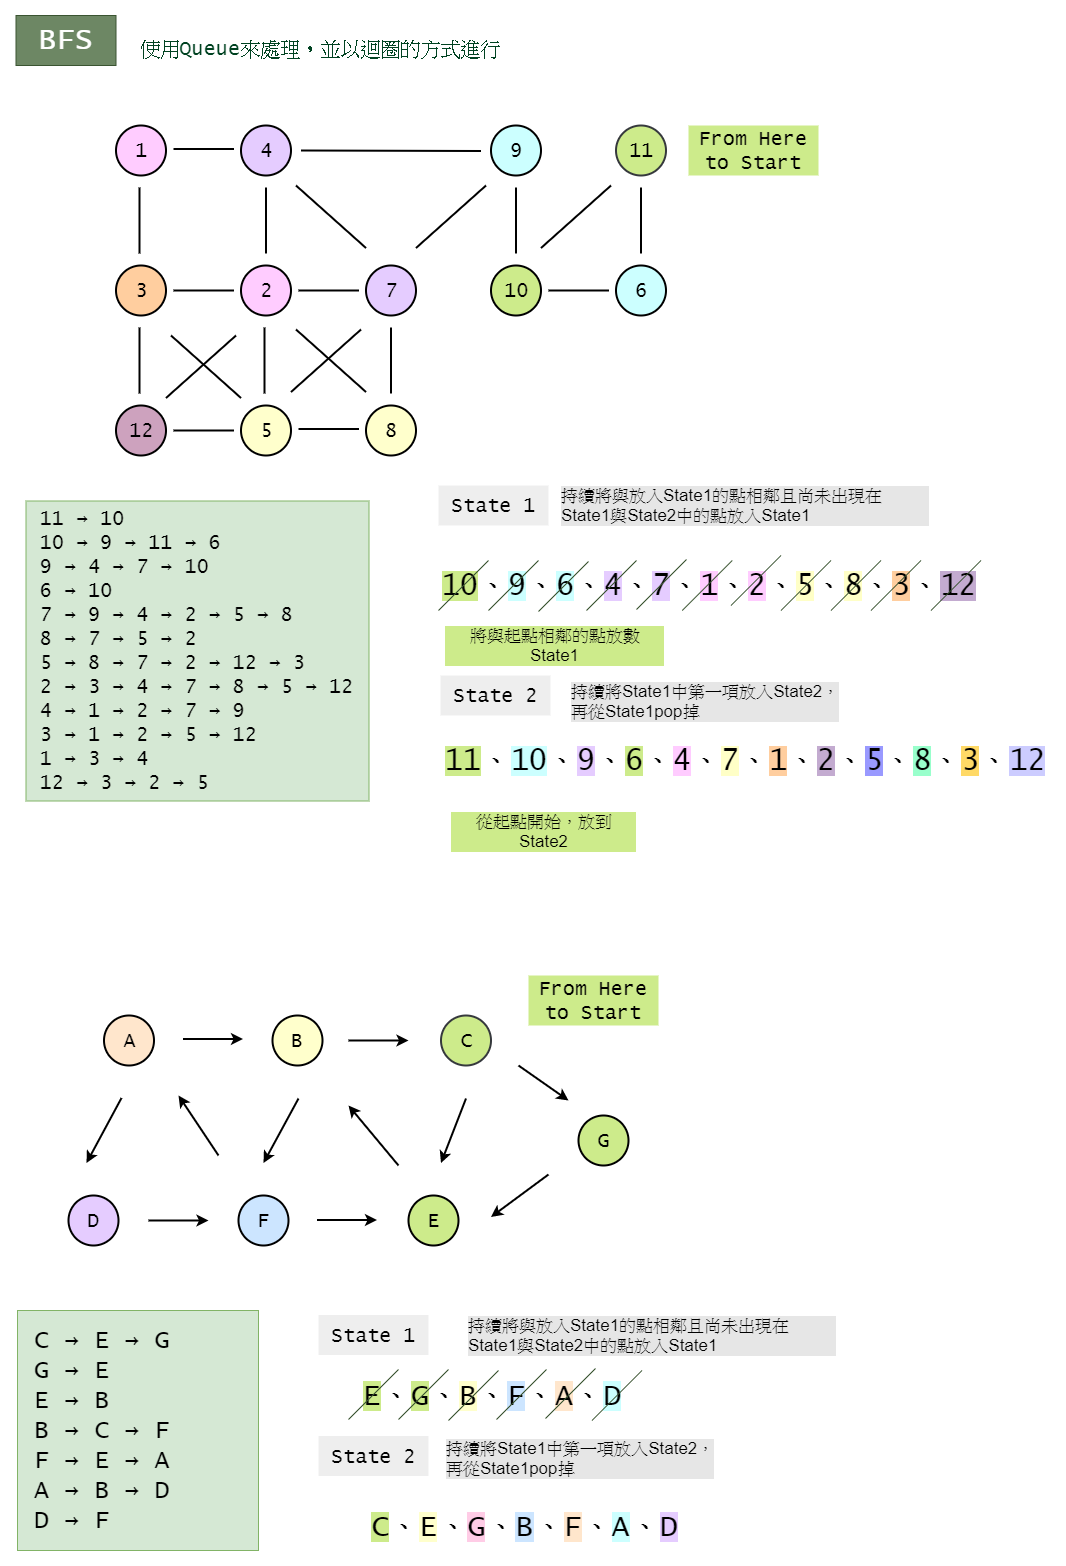 BFS
使用Queue來處理，並以迴圈的方式進行
1
4
9
11
From Here
to Start
3
2
7
10
6
12
5
8
11 → 10
10 → 9 → 11 → 6
9 → 4 → 7 → 10
6 → 10
7 → 9 → 4 → 2 → 5 → 8
8 → 7 → 5 → 2
5 → 8 → 7 → 2 → 12 → 3
2 → 3 → 4 → 7 → 8 → 5 → 12
4 → 1 → 2 → 7 → 9
3 → 1 → 2 → 5 → 12
1 → 3 → 4
12 → 3 → 2 → 5
State 1
持續將與放入State1的點相鄰且尚未出現在
State1與State2中的點放入State1
10、9、6、4、7、1、2、5、8、3、12
將與起點相鄰的點放數
State1
State 2
持續將State1中第一項放入State2，
再從State1pop掉
11、10、9、6、4、7、1、2、5、8、3、12
從起點開始，放到
State2
From Here
to Start
A
B
C
G
D
F
E
C → E → G
G → E
E → B
B → C → F
F → E → A
A → B → D
D → F
State 1
持續將與放入State1的點相鄰且尚未出現在
State1與State2中的點放入State1
E、G、B、F、A、D
State 2
持續將State1中第一項放入State2，
再從State1pop掉
C、E、G、B、F、A、D